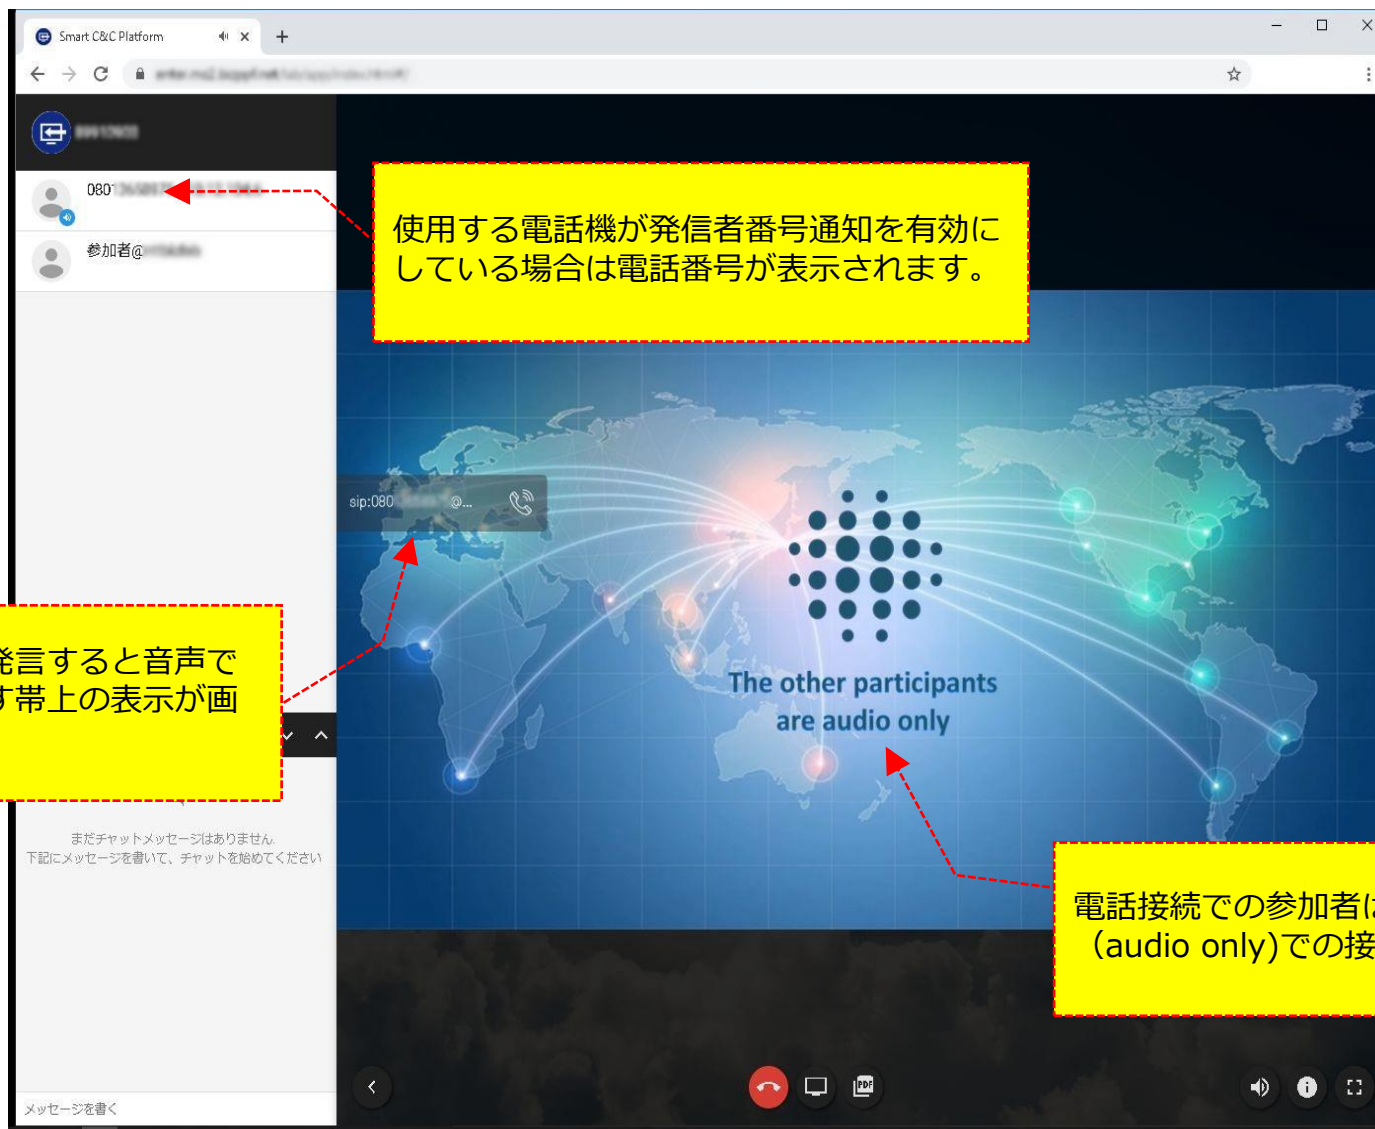 Smart C&C Platform
080
参加者@
使用する電話機が発信者番号通知を有効に
している場合は電話番号が表示されます。
sip:080
@...
発言すると音声で
す帯上の表示が画
The other participants
are audio only
まだチャットメッセージはありません.
下記にメッセージを書いて、チャットを始めてください
電話接続での参加者は
（audio only)での接
PDF
メッセージを書く